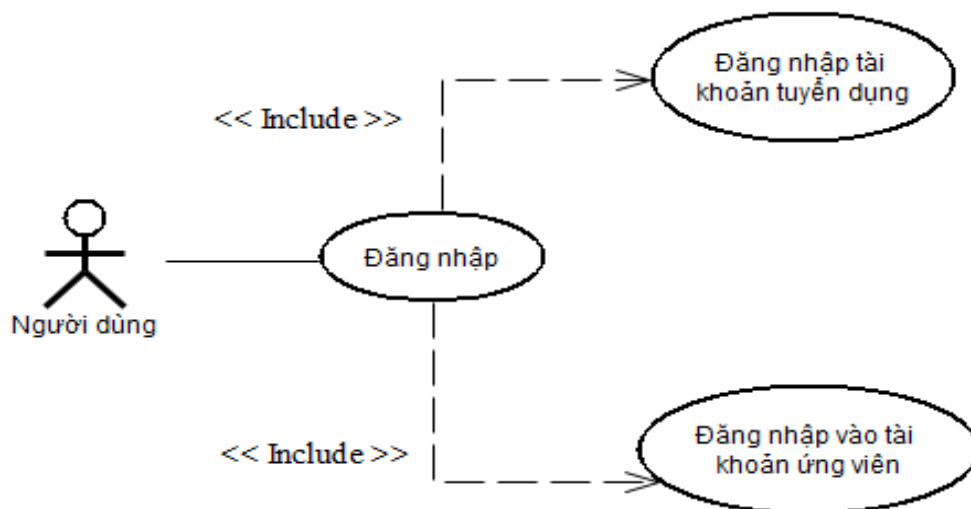 Đăng nhập tài
khoản tuyển dụng
<< Include >>
Đăng nhập
Người dùng
Đăng nhập vào tài
khoản ứng viên
<< Include >>